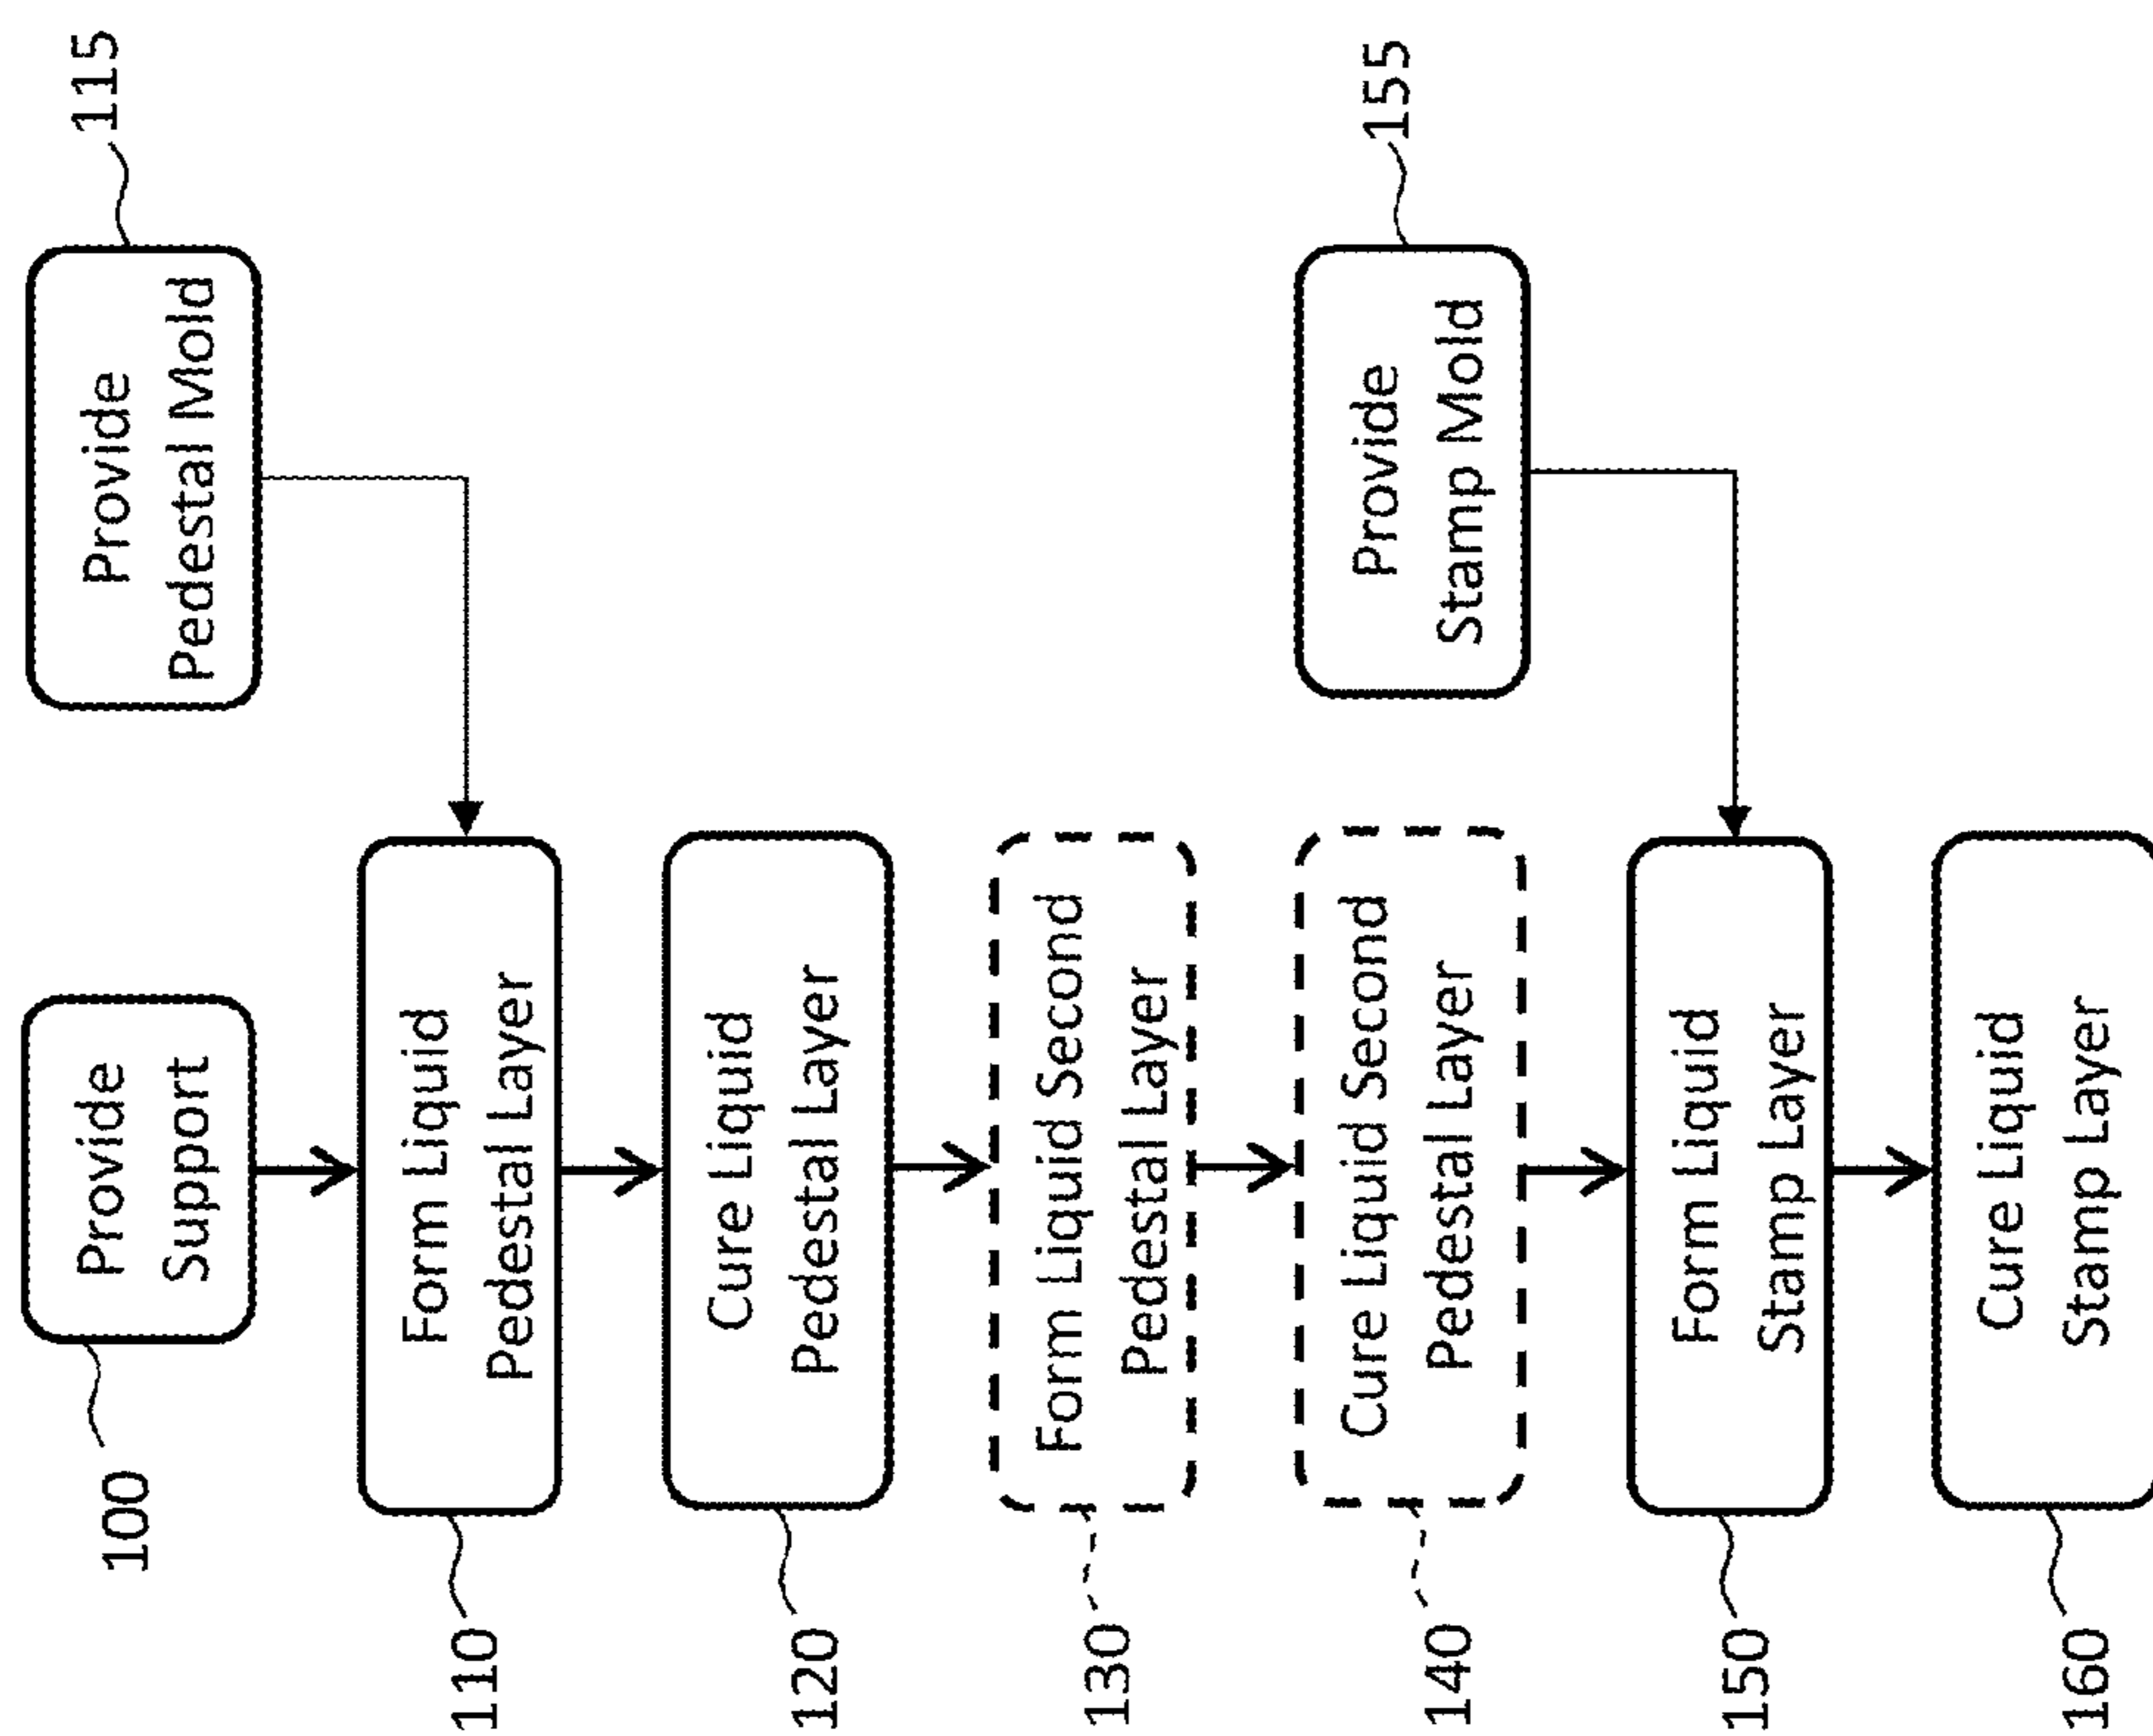 100
Provide
Support
Provide
Pedestal Mold
115
110
Form Liquid
Pedestal Layer
120
Cure Liquid
Pedestal Layer
130
Form Liquid Second
Pedestal Layer
140
Cure Liquid Second
Pedestal Layer
Provide
Stamp Mold
155
150
Form Liquid
Stamp Layer
160
Cure Liquid
Stamp Layer